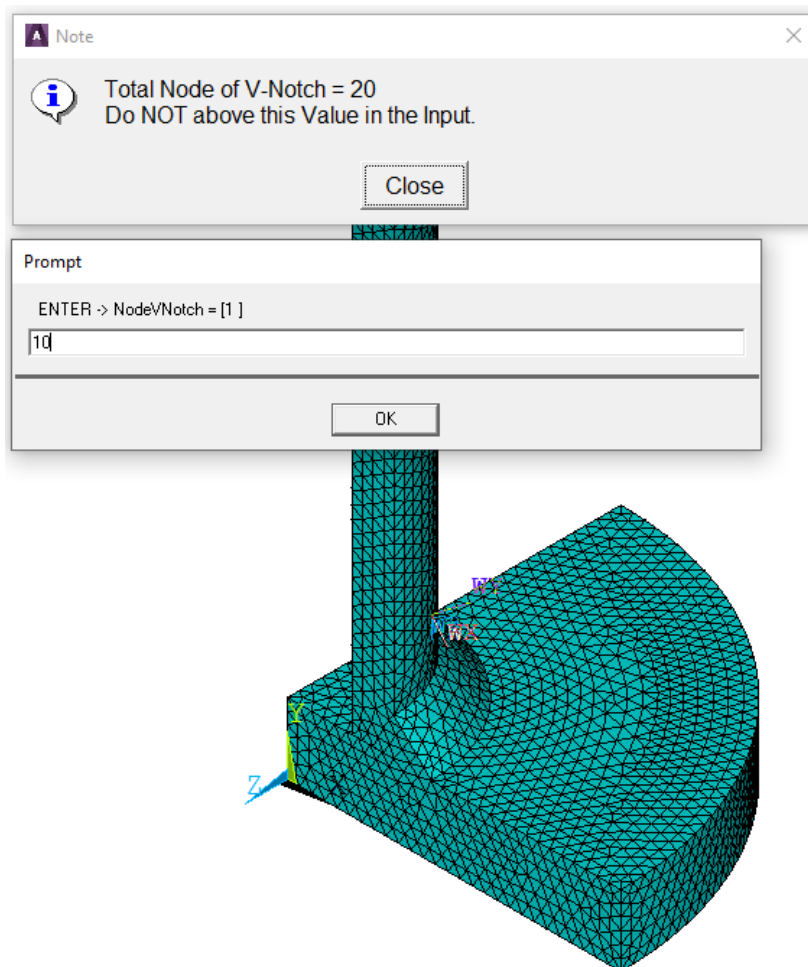 Note
Total Node of V-Notch = 20
Do NOT above this Value in the Input.
Close
Prompt
ENTER -> NodeVNotch = [1 ]
10
OK
WY
WX
Y
Z